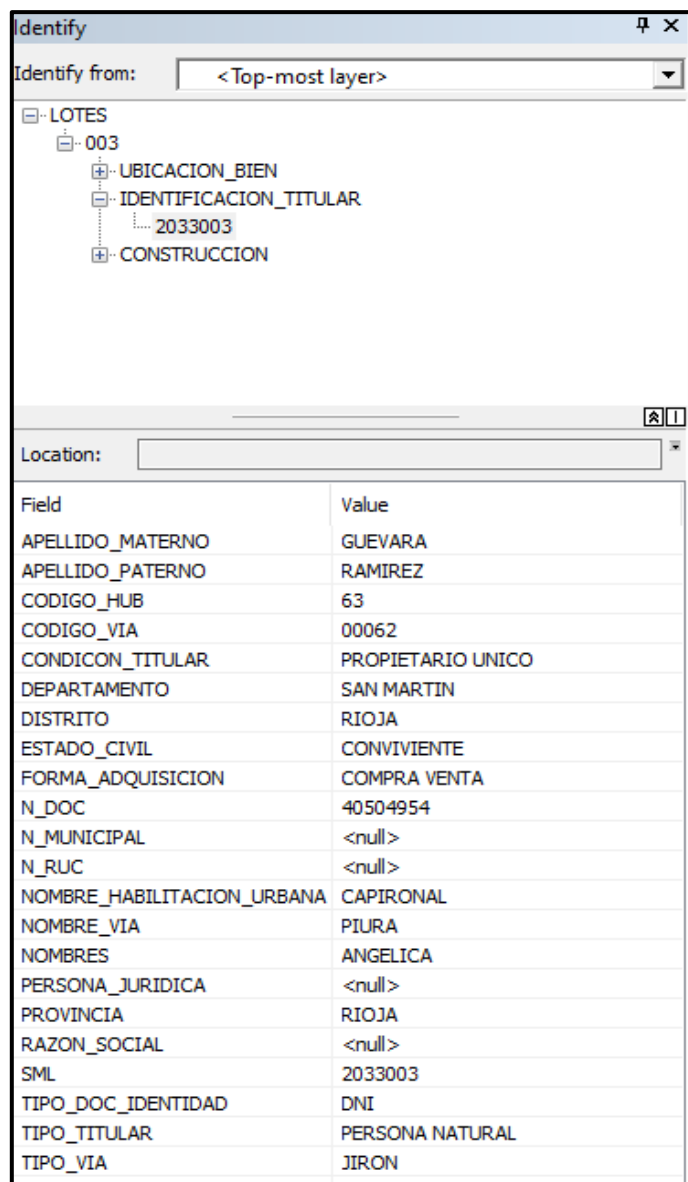 Identify
Identify from: <Top-most layer>
LOTES
003
UBICACION_BIEN
IDENTIFICACION_TITULAR
2033003
CONSTRUCCION
Location:
Field Value
APELLIDO_MATERNO GUEVARA
APELLIDO_PATERNO RAMIREZ
CODIGO_HUB 63
CODIGO_VIA 00062
CONDICON_TITULAR PROPIETARIO UNICO
DEPARTAMENTO SAN MARTIN
DISTRITO RIOJA
ESTADO_CIVIL CONVIVIENTE
FORMA_ADQUISICION COMPRA VENTA
N_DOC 40504954
N_MUNICIPAL <null>
N_RUC <null>
NOMBRE_HABILITACION_URBANA CAPIRONAL
NOMBRE_VIA PIURA
NOMBRES ANGELICA
PERSONA_JURIDICA <null>
PROVINCIA RIOJA
RAZON_SOCIAL <null>
SML 2033003
TIPO_DOC_IDENTIDAD DNI
TIPO_TITULAR PERSONA NATURAL
TIPO_VIA JIRON